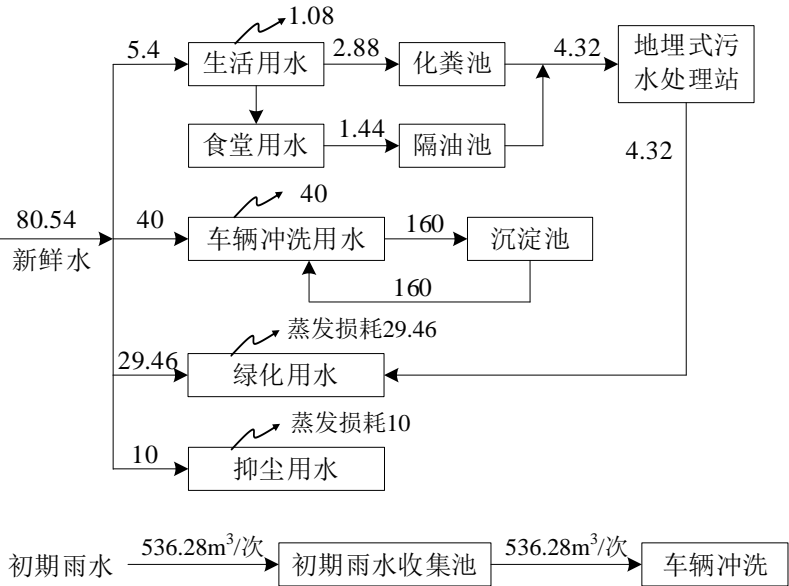 1.08
5.4
生活用水
2.88
化粪池
4.32
地埋式污
水处理站
食堂用水
1.44
隔油池
4.32
80.54
新鲜水
40
40
车辆冲洗用水
160
沉淀池
160
蒸发损耗29.46
29.46
绿化用水
蒸发损耗10
10
抑尘用水
初期雨水
536.28m³/次
初期雨水收集池
536.28m³/次
车辆冲洗